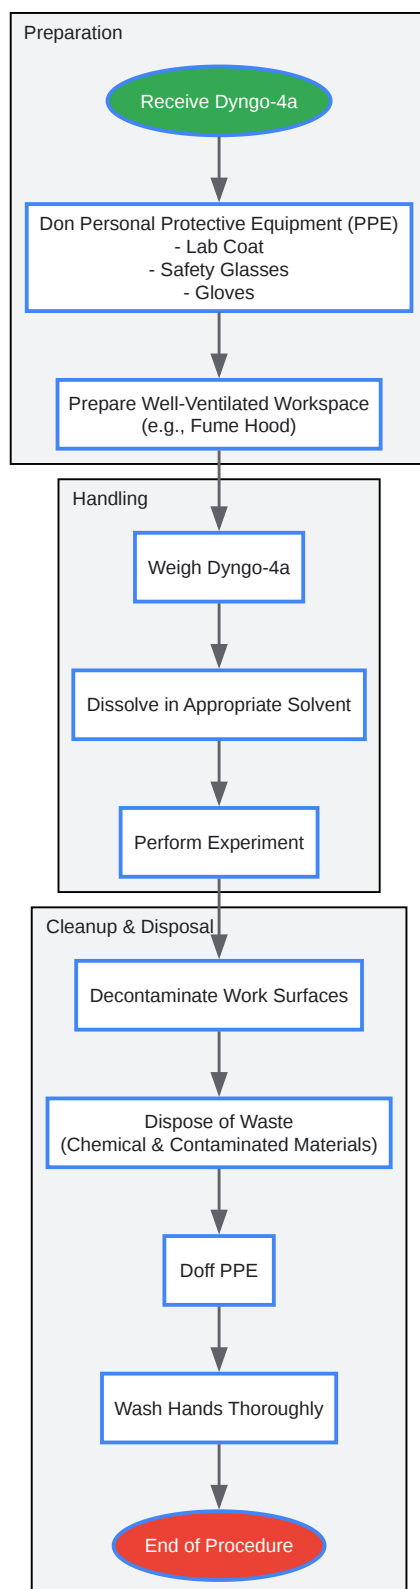 Preparation
Receive Dyngo-4a
Don Personal Protective Equipment (PPE)
- Lab Coat
- Safety Glasses
- Gloves
Prepare Well-Ventilated Workspace
(e.g., Fume Hood)
Handling
Weigh Dyngo-4a
Dissolve in Appropriate Solvent
Perform Experiment
Cleanup & Disposal
Decontaminate Work Surfaces
Dispose of Waste
(Chemical & Contaminated Materials)
Doff PPE
Wash Hands Thoroughly
End of Procedure